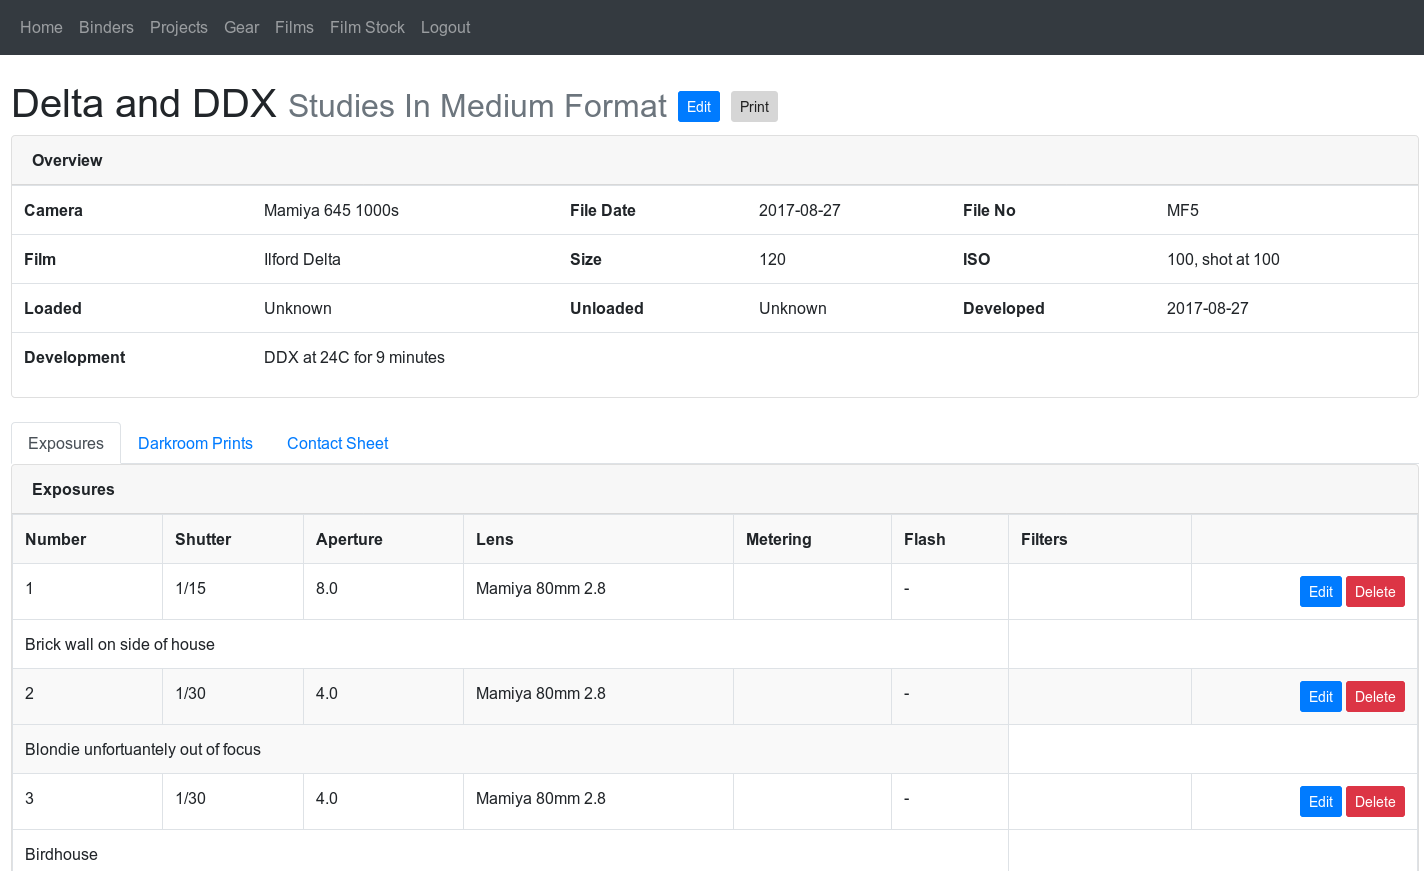 Home Binders Projects Gear Films Film Stock Logout
Delta and DDX Studies In Medium Format Edit Print
Overview
Camera Mamiya 645 1000s File Date 2017-08-27 File No MF5
Film Ilford Delta Size 120 ISO 100, shot at 100
Loaded Unknown Unloaded Unknown Developed 2017-08-27
Development DDX at 24C for 9 minutes
Exposures Darkroom Prints Contact Sheet
Exposures
Number Shutter Aperture Lens Metering Flash Filters
1 1/15 8.0 Mamiya 80mm 2.8 - Edit Delete
Brick wall on side of house
2 1/30 4.0 Mamiya 80mm 2.8 - Edit Delete
Blondie unfortuantely out of focus
3 1/30 4.0 Mamiya 80mm 2.8 - Edit Delete
Birdhouse